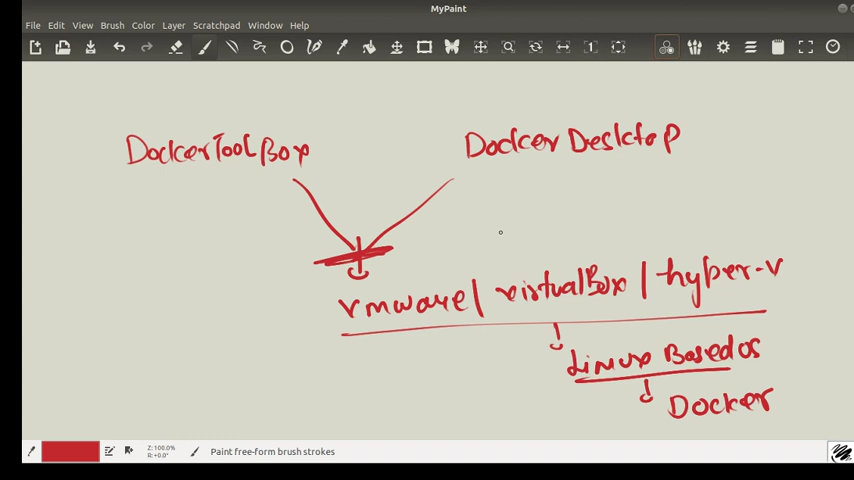 MyPaint
File Edit View Brush Color Layer Scratchpad Window Help
DockerToolBox
DockerDesktop
vmware / virtualBox / hyper-v
Linux Based os
Docker
Z: 100.0%
R: +0.0°
Paint free-form brush strokes